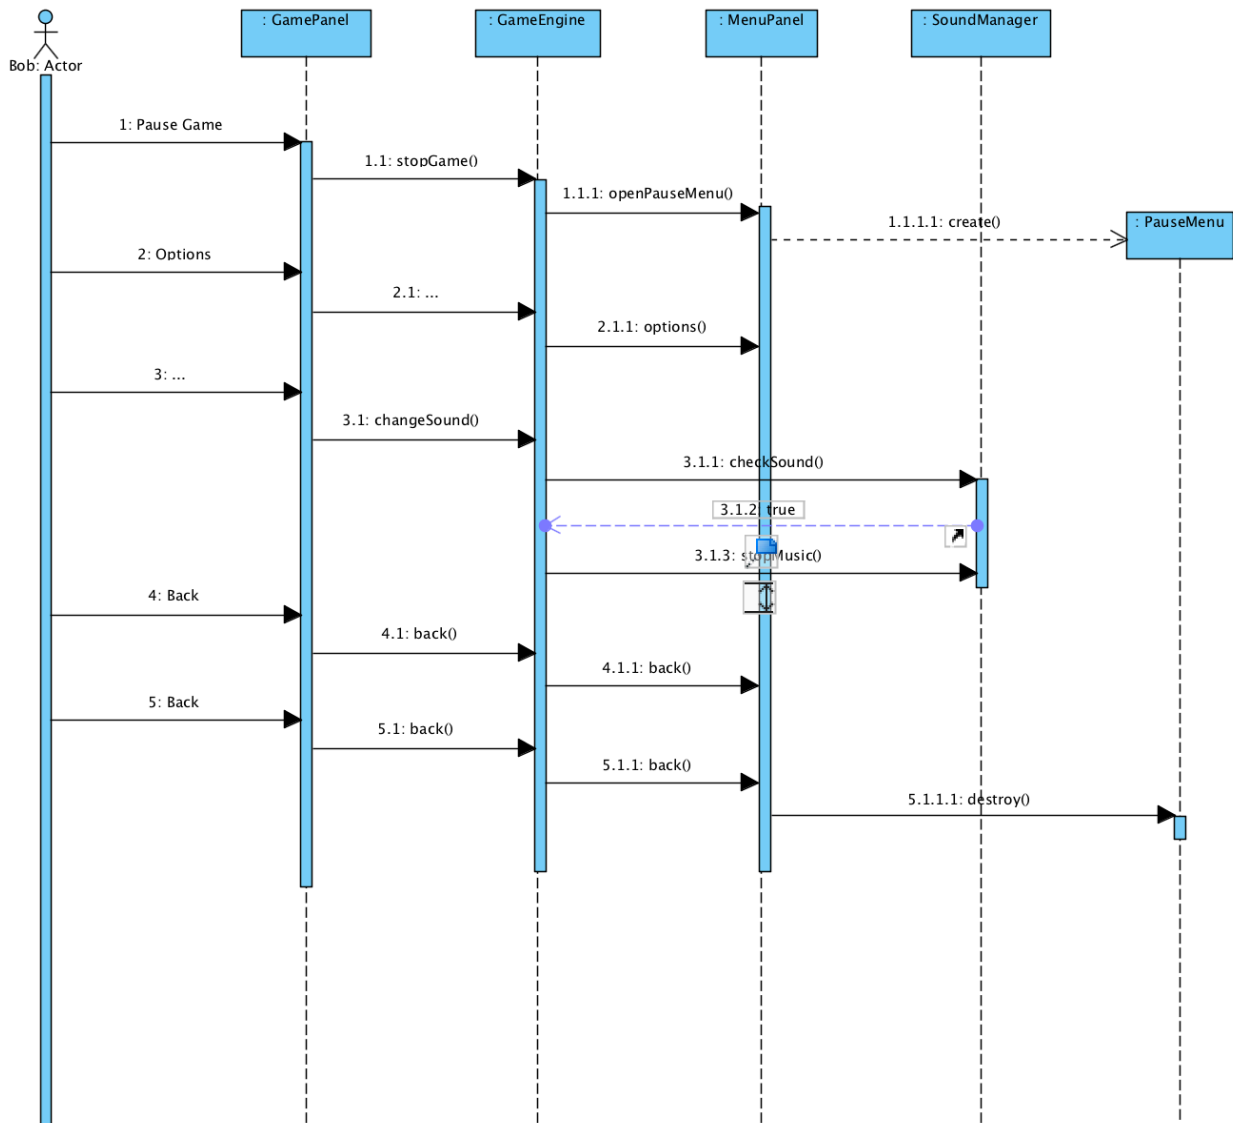 : GamePanel
: GameEngine
: MenuPanel
: SoundManager
Bob: Actor
1: Pause Game
1.1: stopGame()
1.1.1: openPauseMenu()
1.1.1.1: create()
: PauseMenu
2: Options
2.1: ...
2.1.1: options()
3: ...
3.1: changeSound()
3.1.1: checkSound()
3.1.2: true
3.1.3: stopMusic()
4: Back
4.1: back()
4.1.1: back()
5: Back
5.1: back()
5.1.1: back()
5.1.1.1: destroy()